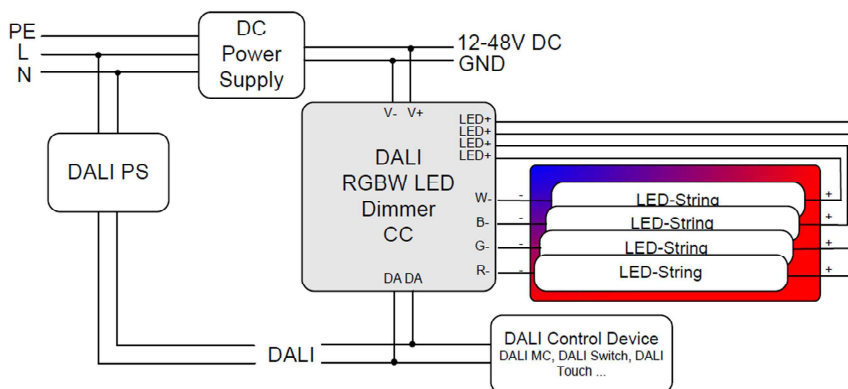 PE
L
N
DC
Power
Supply
12-48V DC
GND
V- V+
LED+
LED+
LED+
LED+
DALI PS
DALI
RGBW LED
Dimmer
CC
W-
B-
G-
R-
- LED-String +
- LED-String +
- LED-String +
- LED-String +
DA DA
DALI
DALI Control Device
DALI MC, DALI Switch, DALI
Touch ...